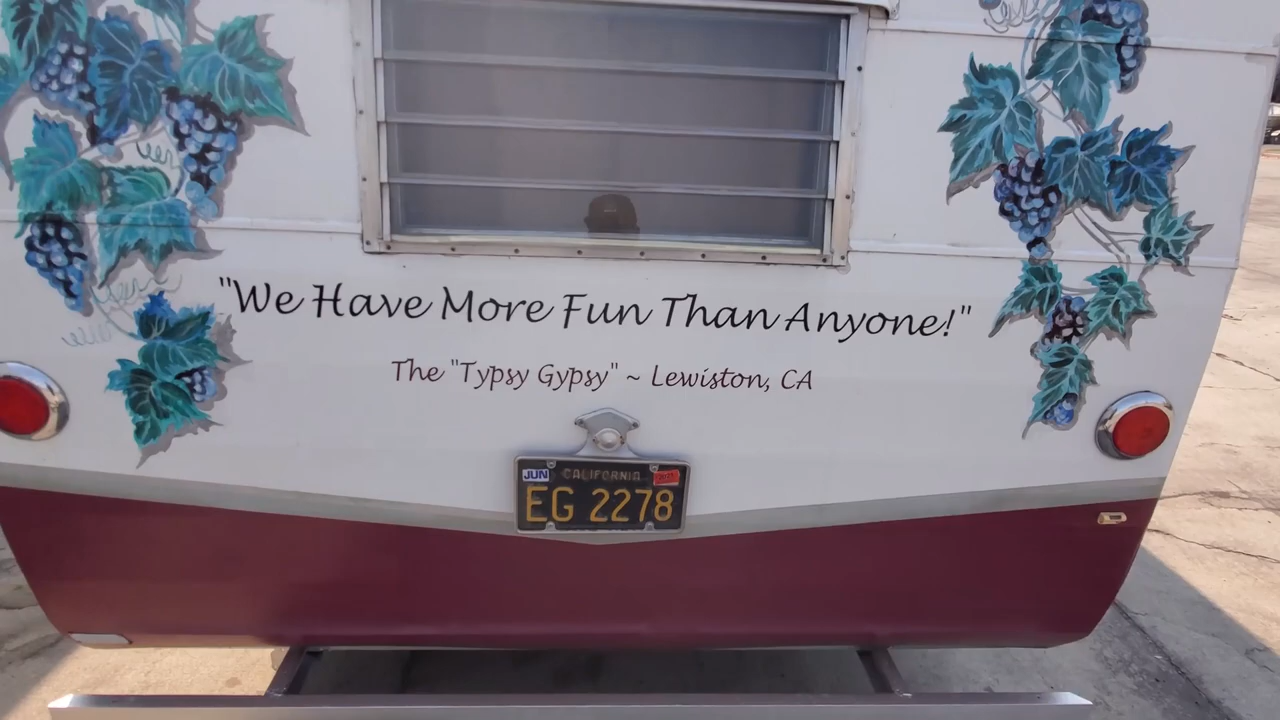 "We Have More Fun Than Anyone!"
The "Typsy Gypsy" ~ Lewiston, CA
JUN CALIFORNIA
EG 2278